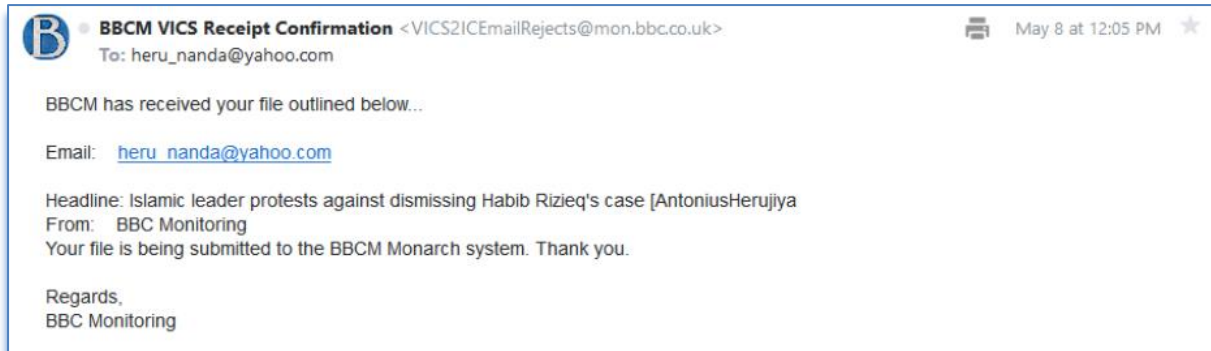 B
BBCM VICS Receipt Confirmation <VICS2ICEmailRejects@mon.bbc.co.uk> May 8 at 12:05 PM
To: heru_nanda@yahoo.com
BBCM has received your file outlined below...
Email: heru_nanda@yahoo.com
Headline: Islamic leader protests against dismissing Habib Rizieq's case [AntoniusHerujiya
From: BBC Monitoring
Your file is being submitted to the BBCM Monarch system. Thank you.
Regards,
BBC Monitoring